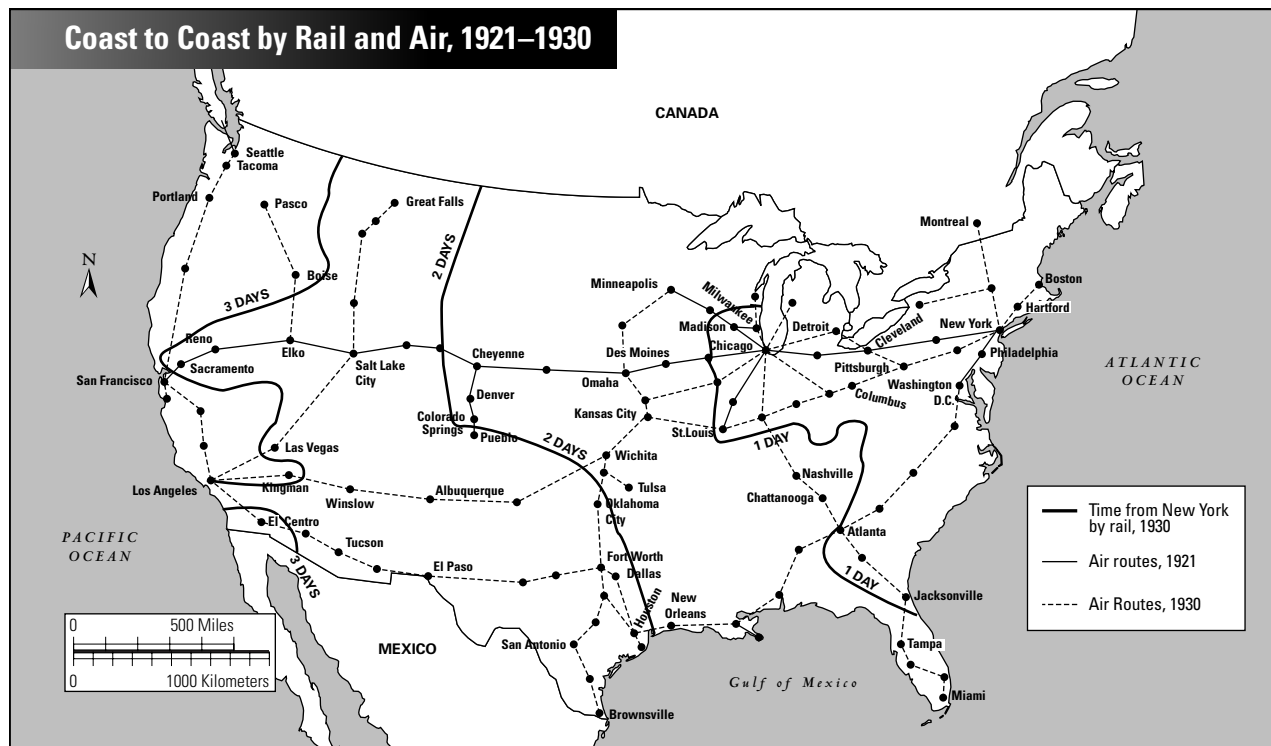 Coast to Coast by Rail and Air, 1921–1930
CANADA
Seattle
Tacoma
Portland
Pasco
Great Falls
Montreal
N
2 DAYS
Boise
3 DAYS
Minneapolis
Milwaukee
Boston
Hartford
Madison
Detroit
Cleveland
New York
Reno
Elko
Chicago
Des Moines
Cheyenne
Salt Lake
City
Sacramento
San Francisco
Omaha
Pittsburgh
Philadelphia
ATLANTIC
OCEAN
Washington
D.C.
Columbus
Denver
Colorado
Springs
Pueblo
Kansas City
St.Louis
1 DAY
2 DAYS
Las Vegas
Wichita
Nashville
Los Angeles
Kingman
Winslow
Albuquerque
Tulsa
Oklahoma
City
Chattanooga
PACIFIC
OCEAN
El Centro
Tucson
Atlanta
3 DAYS
El Paso
Fort Worth
Dallas
1 DAY
Jacksonville
Houston
New
Orleans
San Antonio
Tampa
MEXICO
Gulf of Mexico
Miami
Brownsville
0 500 Miles
0 1000 Kilometers
Time from New York
by rail, 1930
Air routes, 1921
Air Routes, 1930